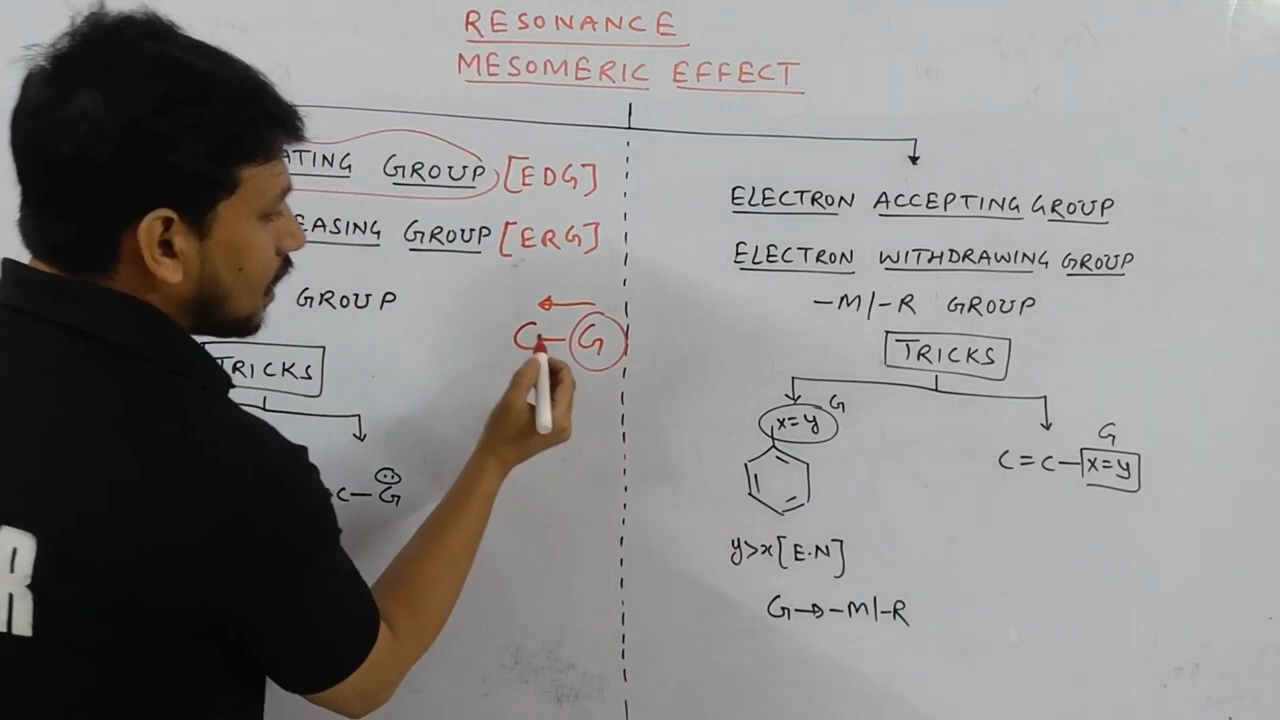 RESONANCE
MESOMERIC EFFECT
ATING GROUP [EDG]
EASING GROUP [ERG]
GROUP
C-G
TRICKS
C-G̈
ELECTRON ACCEPTING GROUP
ELECTRON WITHDRAWING GROUP
-M/-R GROUP
TRICKS
G
x=y
G
C=C-x=y
y>x[E.N]
G→-M/-R
R